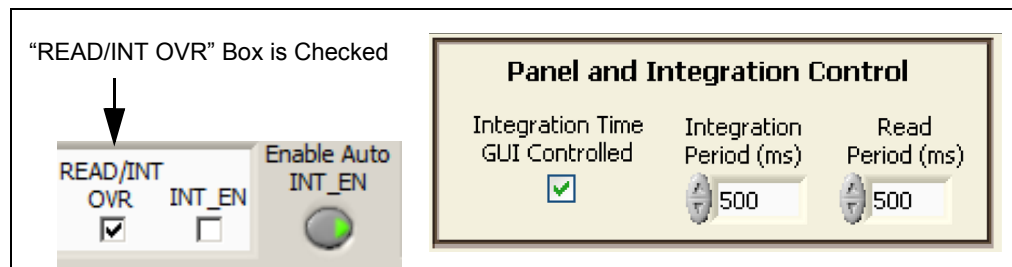 “READ/INT OVR” Box is Checked
READ/INT
OVR
INT_EN
Enable Auto
INT_EN
Panel and Integration Control
Integration Time
GUI Controlled
Integration
Period (ms)
500
Read
Period (ms)
500